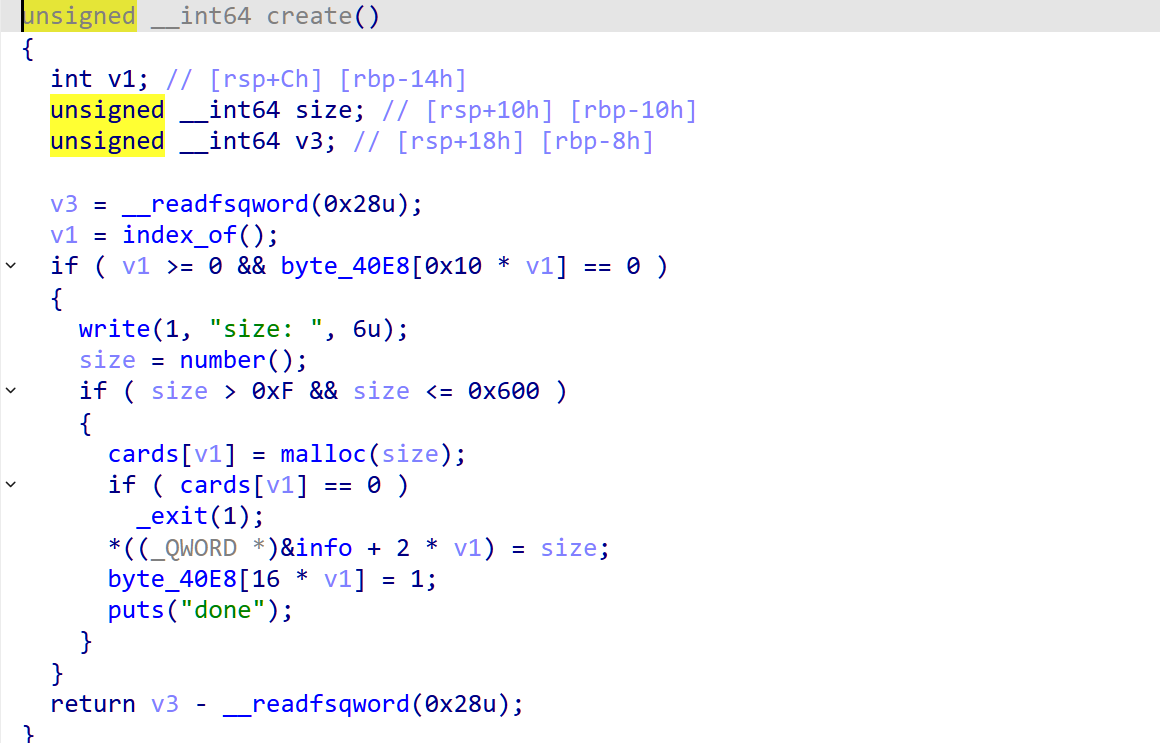 unsigned __int64 create()
{
  int v1; // [rsp+Ch] [rbp-14h]
  unsigned __int64 size; // [rsp+10h] [rbp-10h]
  unsigned __int64 v3; // [rsp+18h] [rbp-8h]

  v3 = __readfsqword(0x28u);
  v1 = index_of();
  if ( v1 >= 0 && byte_40E8[0x10 * v1] == 0 )
  {
    write(1, "size: ", 6u);
    size = number();
    if ( size > 0xF && size <= 0x600 )
    {
      cards[v1] = malloc(size);
      if ( cards[v1] == 0 )
        _exit(1);
      *((_QWORD *)&info + 2 * v1) = size;
      byte_40E8[16 * v1] = 1;
      puts("done");
    }
  }
  return v3 - __readfsqword(0x28u);
}